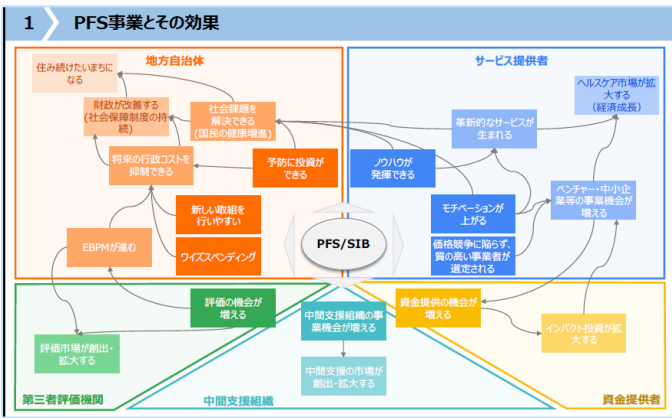 1 PFS事業とその効果
地方自治体
サービス提供者
住み続けたいまちに
なる
財政が改善する
(社会保障制度の持
続)
社会課題を
解決できる
(国民の健康増進)
将来の行政コストを
抑制できる
予防に投資が
できる
新しい取組を
行いやすい
EBPMが進む
ワイズスペンディング
ヘルスケア市場が拡
大する
(経済成長)
革新的なサービスが
生まれる
ノウハウが
発揮できる
モチベーションが
上がる
ベンチャー・中小企
業等の事業機会が
増える
価格競争に陥らず、
質の高い事業者が
選定される
PFS/SIB
評価の機会が
増える
評価市場が創出・
拡大する
第三者評価機関
中間支援組織の事
業機会が増える
中間支援の市場が
創出・拡大する
中間支援組織
資金提供の機会が
増える
インパクト投資が拡
大する
資金提供者